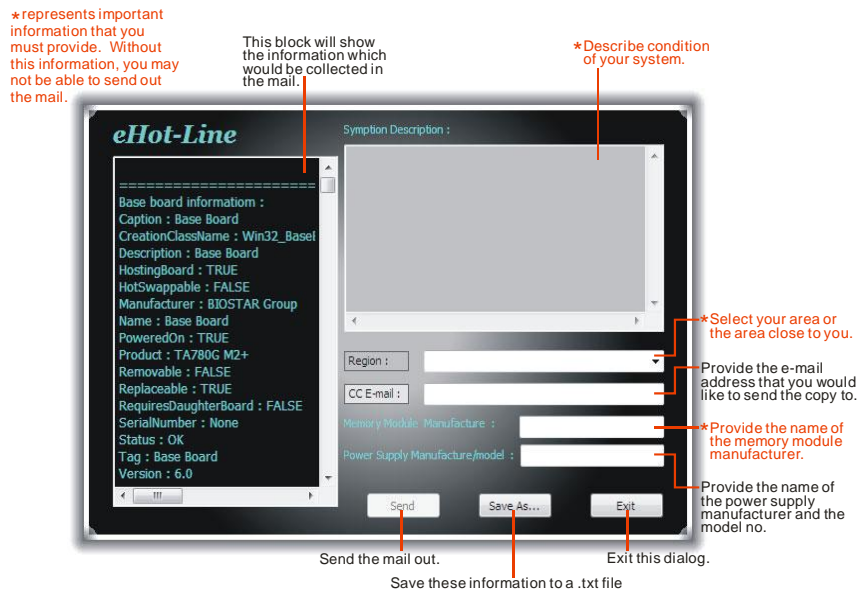 *represents important
information that you
must provide. Without
this information, you may
not be able to send out
the mail.
This block will show
the information which
would be collected in
the mail.
*Describe condition
of your system.
eHot-Line
Symption Description :
========================
Base board informatiom :
Caption : Base Board
CreationClassName : Win32_BaseB
Description : Base Board
HostingBoard : TRUE
HotSwappable : FALSE
Manufacturer : BIOSTAR Group
Name : Base Board
PoweredOn : TRUE
Product : TA780G M2+
Removable : FALSE
Replaceable : TRUE
RequiresDaughterBoard : FALSE
SerialNumber : None
Status : OK
Tag : Base Board
Version : 6.0
Region :
CC E-mail :
Memory Module Manufacture :
Power Supply Manufacture/model :
Send
Save As...
Exit
*Select your area or
the area close to you.
Provide the e-mail
address that you would
like to send the copy to.
*Provide the name of
the memory module
manufacturer.
Provide the name of
the power supply
manufacturer and the
model no.
Send the mail out.
Exit this dialog.
Save these information to a .txt file